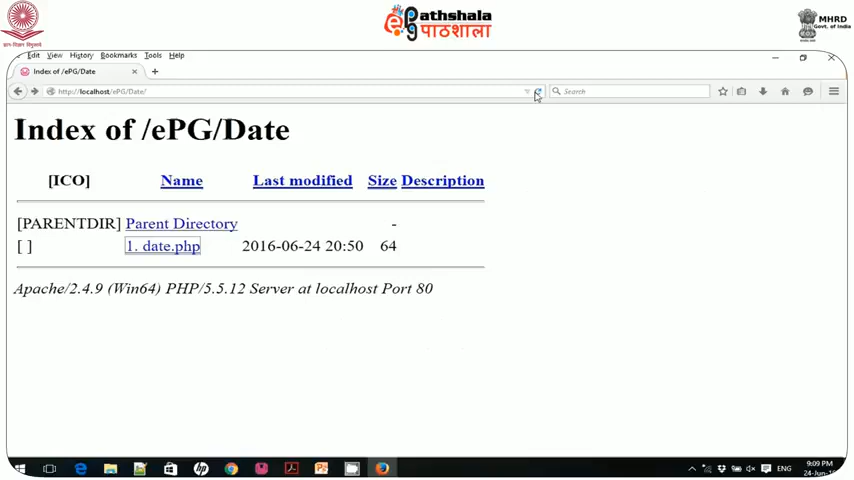 Pathshala
पाठशाला
MHRD
Govt. of India
Edit View History Bookmarks Tools Help
Index of /ePG/Date
http://localhost/ePG/Date/
Search
Index of /ePG/Date
[ICO] Name Last modified Size Description
[PARENTDIR] Parent Directory -
[ ] 1. date.php 2016-06-24 20:50 64
Apache/2.4.9 (Win64) PHP/5.5.12 Server at localhost Port 80
ENG
9:09 PM